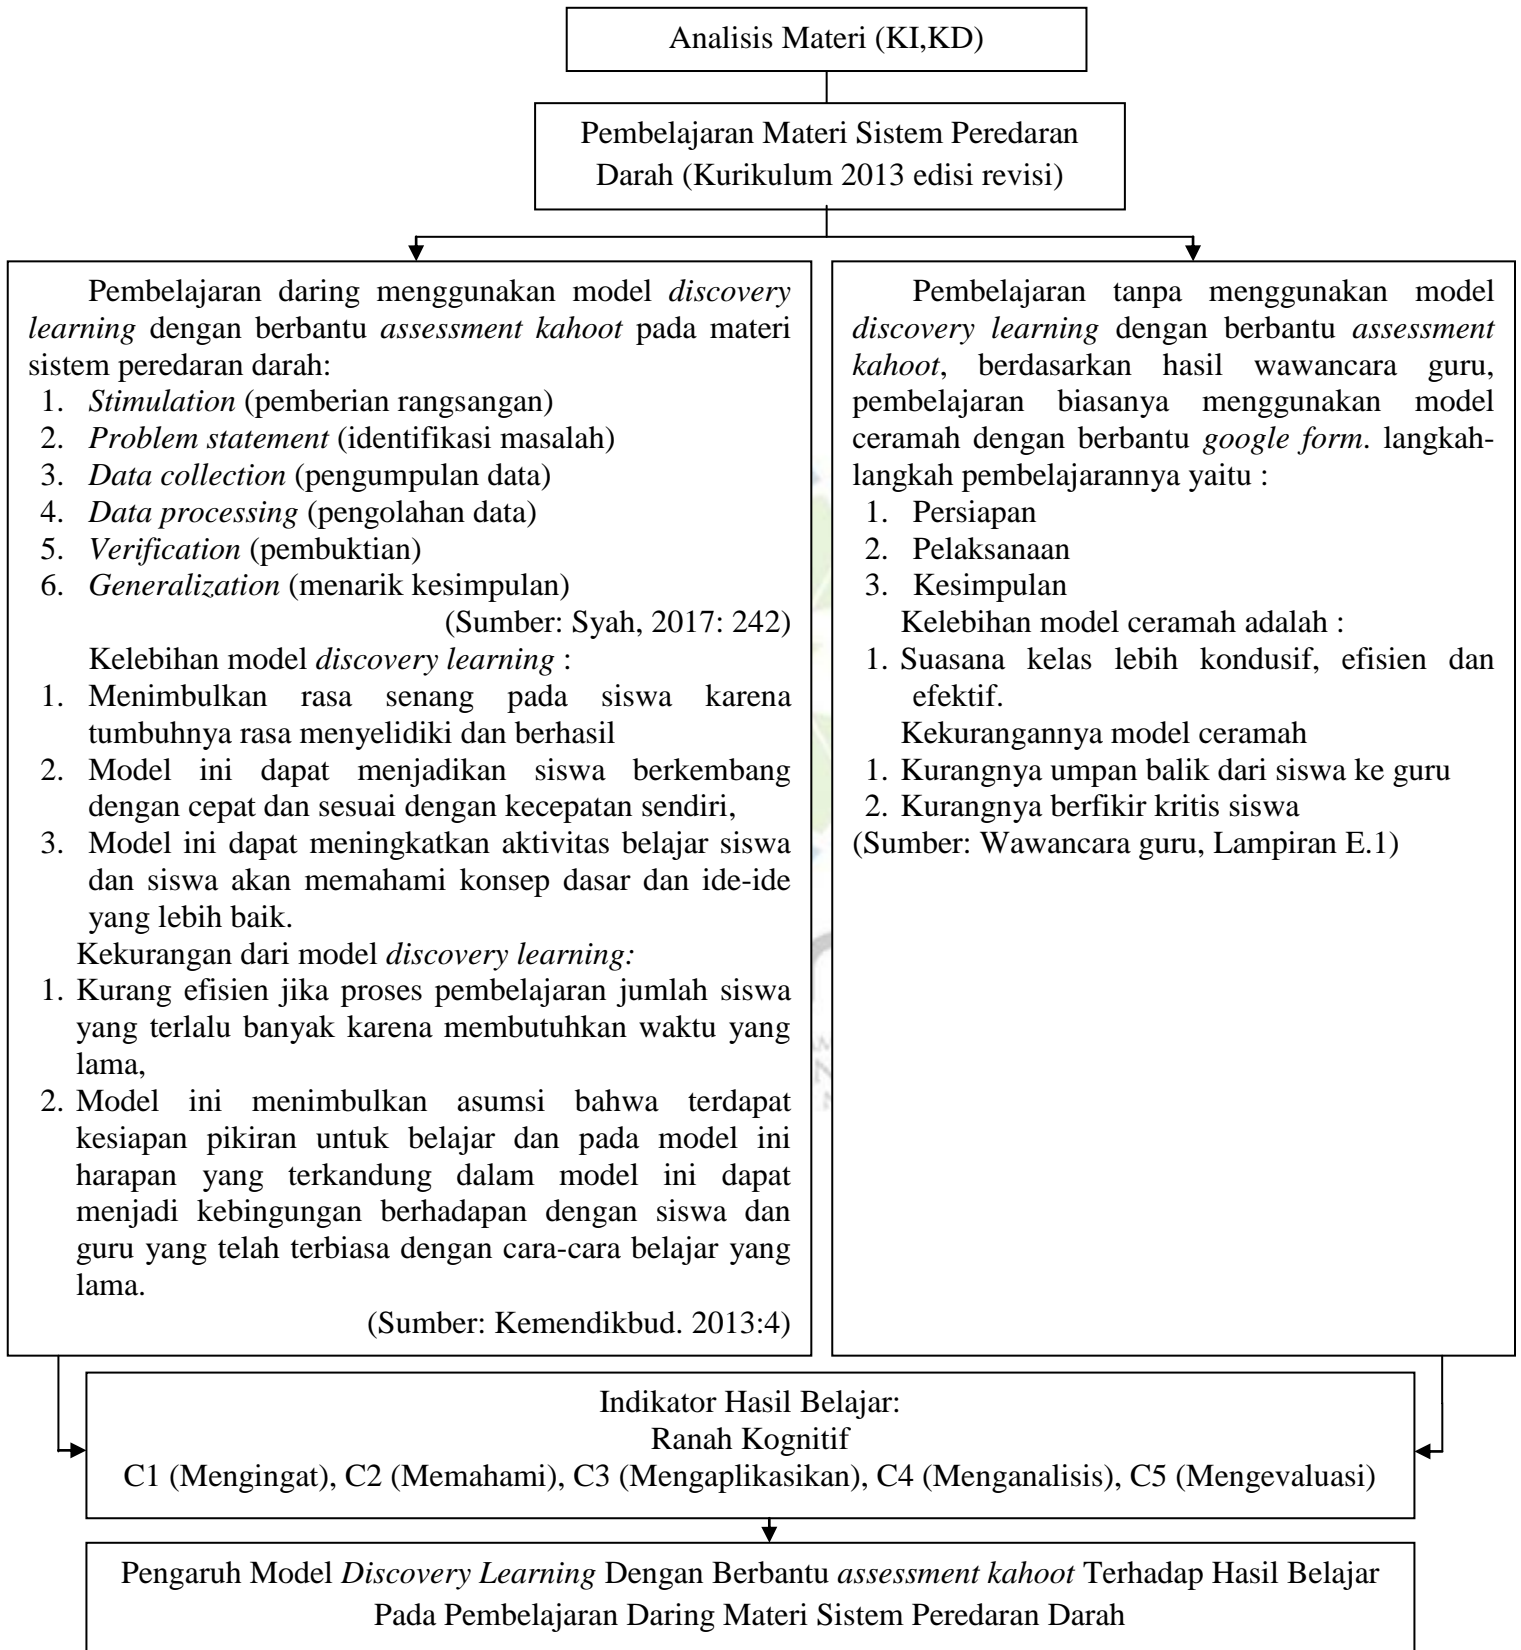 Analisis Materi (KI,KD)
Pembelajaran Materi Sistem Peredaran
Darah (Kurikulum 2013 edisi revisi)
Pembelajaran daring menggunakan model discovery
learning dengan berbantu assessment kahoot pada materi
sistem peredaran darah:
1. Stimulation (pemberian rangsangan)
2. Problem statement (identifikasi masalah)
3. Data collection (pengumpulan data)
4. Data processing (pengolahan data)
5. Verification (pembuktian)
6. Generalization (menarik kesimpulan)
(Sumber: Syah, 2017: 242)
Kelebihan model discovery learning :
1. Menimbulkan rasa senang pada siswa karena
tumbuhnya rasa menyelidiki dan berhasil
2. Model ini dapat menjadikan siswa berkembang
dengan cepat dan sesuai dengan kecepatan sendiri,
3. Model ini dapat meningkatkan aktivitas belajar siswa
dan siswa akan memahami konsep dasar dan ide-ide
yang lebih baik.
Kekurangan dari model discovery learning:
1. Kurang efisien jika proses pembelajaran jumlah siswa
yang terlalu banyak karena membutuhkan waktu yang
lama,
2. Model ini menimbulkan asumsi bahwa terdapat
kesiapan pikiran untuk belajar dan pada model ini
harapan yang terkandung dalam model ini dapat
menjadi kebingungan berhadapan dengan siswa dan
guru yang telah terbiasa dengan cara-cara belajar yang
lama.
(Sumber: Kemendikbud. 2013:4)
Pembelajaran tanpa menggunakan model
discovery learning dengan berbantu assessment
kahoot, berdasarkan hasil wawancara guru,
pembelajaran biasanya menggunakan model
ceramah dengan berbantu google form. langkah-
langkah pembelajarannya yaitu :
1. Persiapan
2. Pelaksanaan
3. Kesimpulan
Kelebihan model ceramah adalah :
1. Suasana kelas lebih kondusif, efisien dan
efektif.
Kekurangannya model ceramah
1. Kurangnya umpan balik dari siswa ke guru
2. Kurangnya berfikir kritis siswa
(Sumber: Wawancara guru, Lampiran E.1)
Indikator Hasil Belajar:
Ranah Kognitif
C1 (Mengingat), C2 (Memahami), C3 (Mengaplikasikan), C4 (Menganalisis), C5 (Mengevaluasi)
Pengaruh Model Discovery Learning Dengan Berbantu assessment kahoot Terhadap Hasil Belajar
Pada Pembelajaran Daring Materi Sistem Peredaran Darah